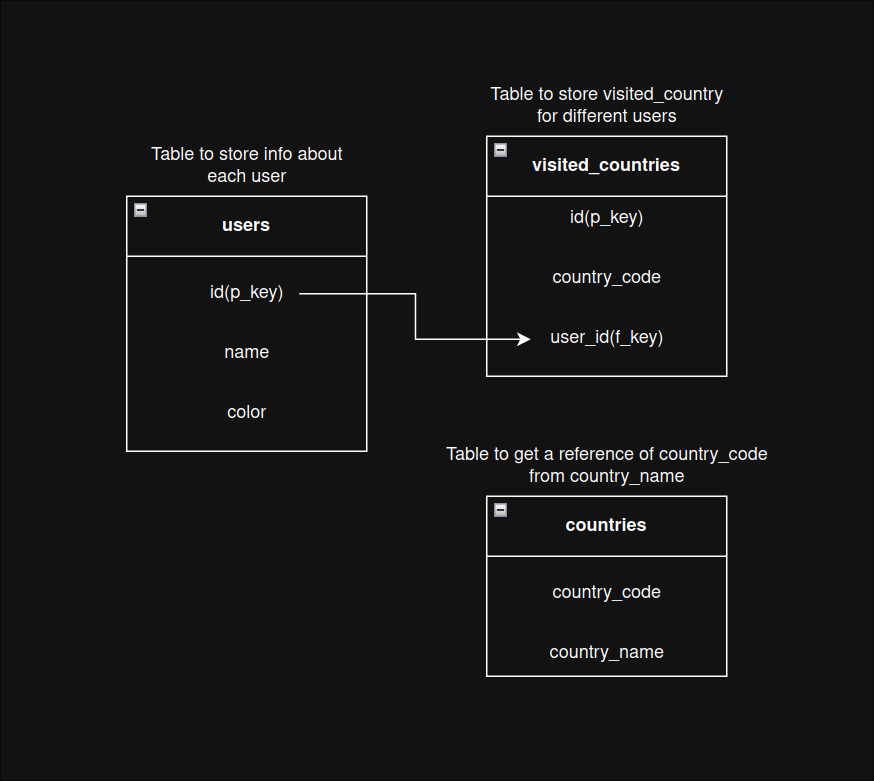 Table to store info about
each user
users
id(p_key)
name
color
Table to store visited_country
for different users
visited_countries
id(p_key)
country_code
user_id(f_key)
Table to get a reference of country_code
from country_name
countries
country_code
country_name